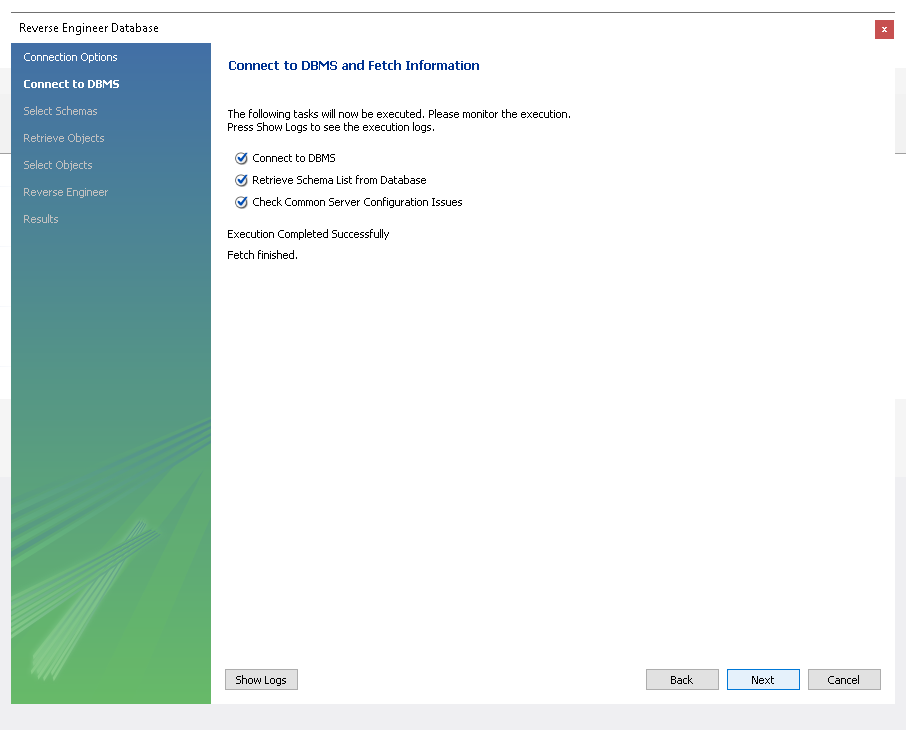 Reverse Engineer Database
x
Connection Options
Connect to DBMS
Select Schemas
Retrieve Objects
Select Objects
Reverse Engineer
Results
Connect to DBMS and Fetch Information
The following tasks will now be executed. Please monitor the execution.
Press Show Logs to see the execution logs.
Connect to DBMS
Retrieve Schema List from Database
Check Common Server Configuration Issues
Execution Completed Successfully
Fetch finished.
Show Logs
Back
Next
Cancel